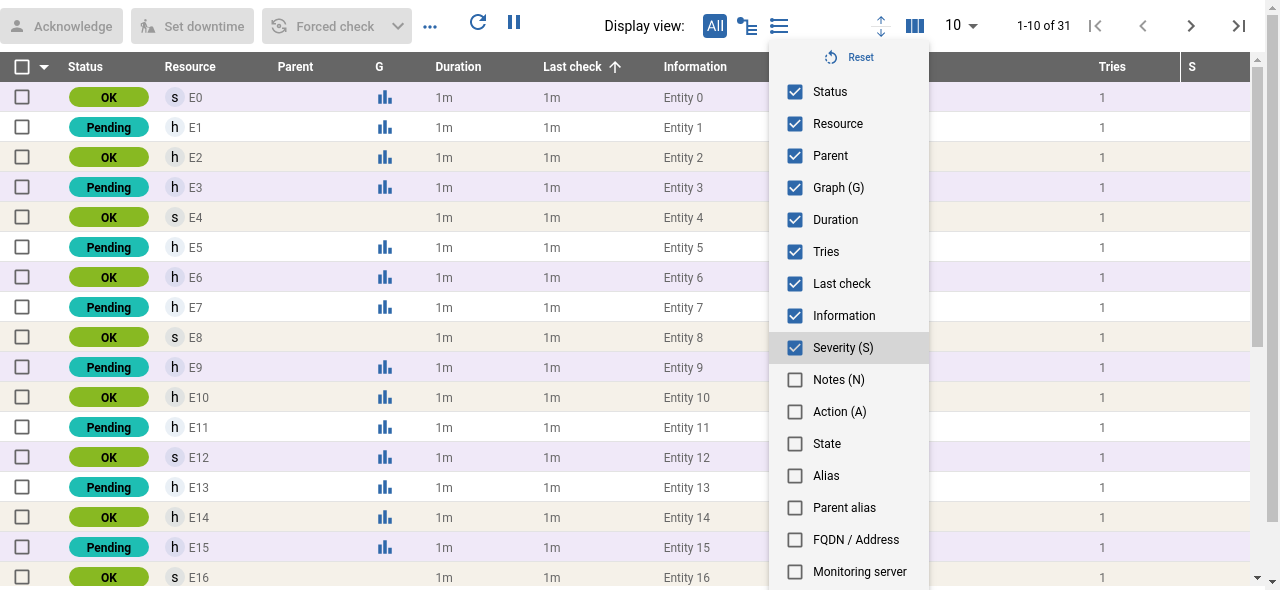 Acknowledge Set downtime Forced check Display view: All 10 1-10 of 31
Reset
Status Resource Parent G Duration Last check Information Tries S
OK s E0 1m 1m Entity 0 1
Status
Pending h E1 1m 1m Entity 1 1
Resource
OK h E2 1m 1m Entity 2 1
Parent
Pending h E3 1m 1m Entity 3 1
Graph (G)
OK s E4 1m 1m Entity 4 1
Duration
Pending h E5 1m 1m Entity 5 1
Tries
OK h E6 1m 1m Entity 6 1
Last check
Pending h E7 1m 1m Entity 7 1
Information
OK s E8 1m 1m Entity 8 1
Severity (S)
Pending h E9 1m 1m Entity 9 1
Notes (N)
OK h E10 1m 1m Entity 10 1
Action (A)
Pending h E11 1m 1m Entity 11 1
State
OK s E12 1m 1m Entity 12 1
Alias
Pending h E13 1m 1m Entity 13 1
Parent alias
OK h E14 1m 1m Entity 14 1
FQDN / Address
Pending h E15 1m 1m Entity 15 1
Monitoring server
OK s E16 1m 1m Entity 16 1